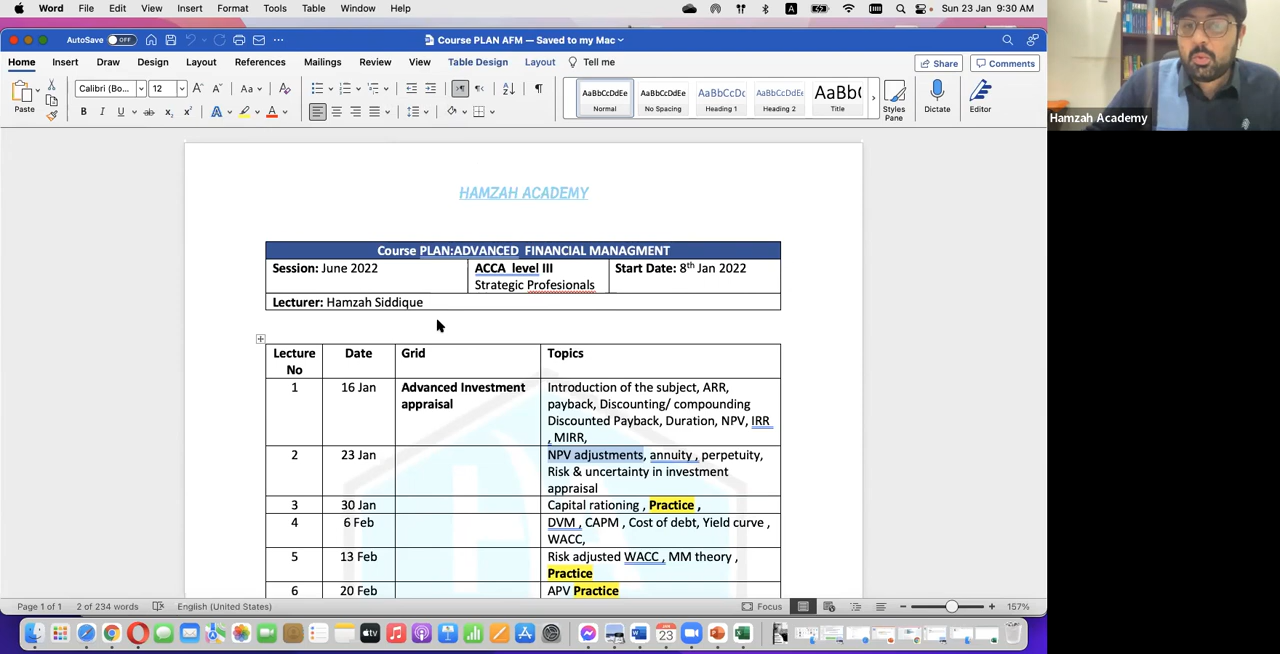 Word File Edit View Insert Format Tools Table Window Help A Sun 23 Jan 9:30 AM
AutoSave OFF Course PLAN AFM — Saved to my Mac
Home Insert Draw Design Layout References Mailings Review View Table Design Layout Tell me Share Comments
Paste Calibri (Bo... 12 A A Aa A AaBbCcDdEe AaBbCcDdEe AaBbCcDc AaBbCcDdEe AaBb(
B I U ab x₂ x² A A Normal No Spacing Heading 1 Heading 2 Title Styles Pane Dictate Editor
Hamzah Academy
HAMZAH ACADEMY
Course PLAN:ADVANCED FINANCIAL MANAGMENT
Session: June 2022 ACCA level III Start Date: 8th Jan 2022
Strategic Profesionals
Lecturer: Hamzah Siddique
Lecture No Date Grid Topics
1 16 Jan Advanced Investment appraisal Introduction of the subject, ARR,
payback, Discounting/ compounding
Discounted Payback, Duration, NPV, IRR
, MIRR,
2 23 Jan NPV adjustments, annuity , perpetuity,
Risk & uncertainty in investment
appraisal
3 30 Jan Capital rationing , Practice ,
4 6 Feb DVM , CAPM , Cost of debt, Yield curve ,
WACC,
5 13 Feb Risk adjusted WACC , MM theory ,
Practice
6 20 Feb APV Practice
Page 1 of 1 2 of 234 words English (United States) Focus 157%